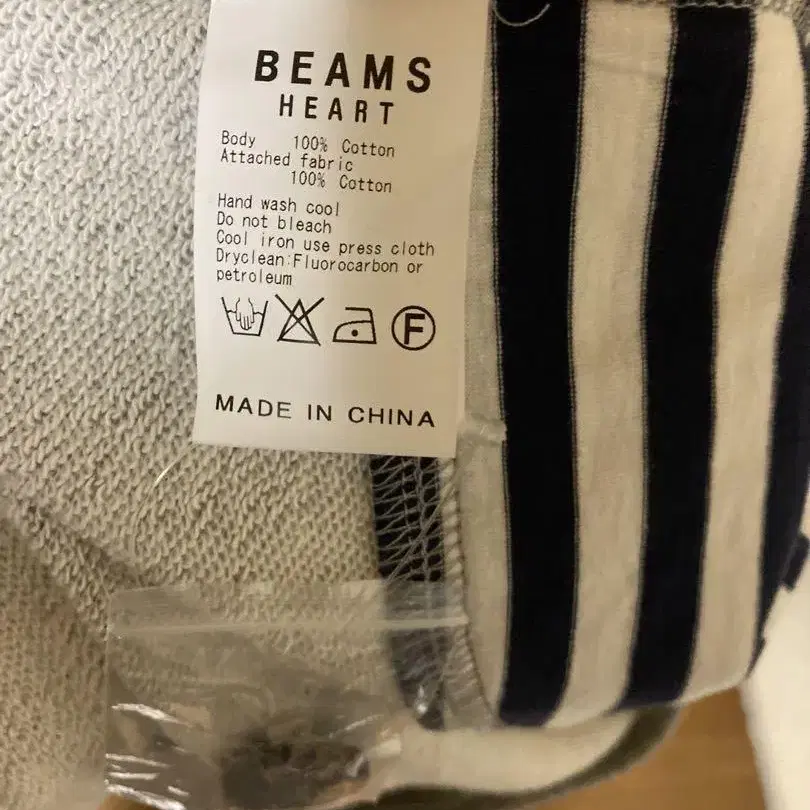 BEAMS
HEART
Body 100% Cotton
Attached fabric
100% Cotton
Hand wash cool
Do not bleach
Cool iron use press cloth
Dryclean:Fluorocarbon or
petroleum
F
MADE IN CHINA